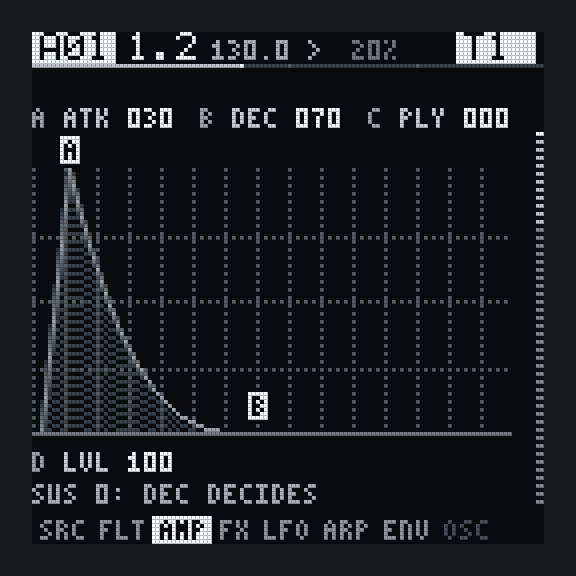 A01 1.2 130.0 > 20% T1
A ATK 030 B DEC 070 C PLY 000
A
B
D LVL 100
SUS 0: DEC DECIDES
SRC FLT AMP FX LFO ARP ENV OSC